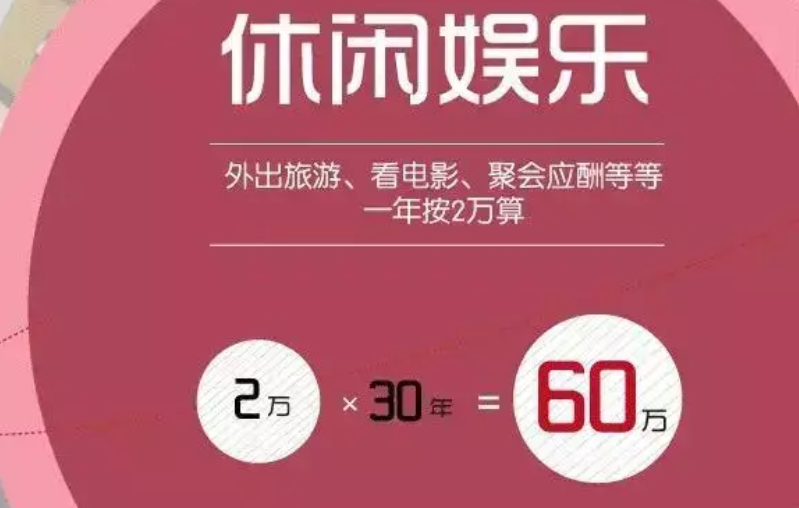 休闲娱乐
外出旅游、看电影、聚会应酬等等
一年按2万算
2万 × 30年 = 60万